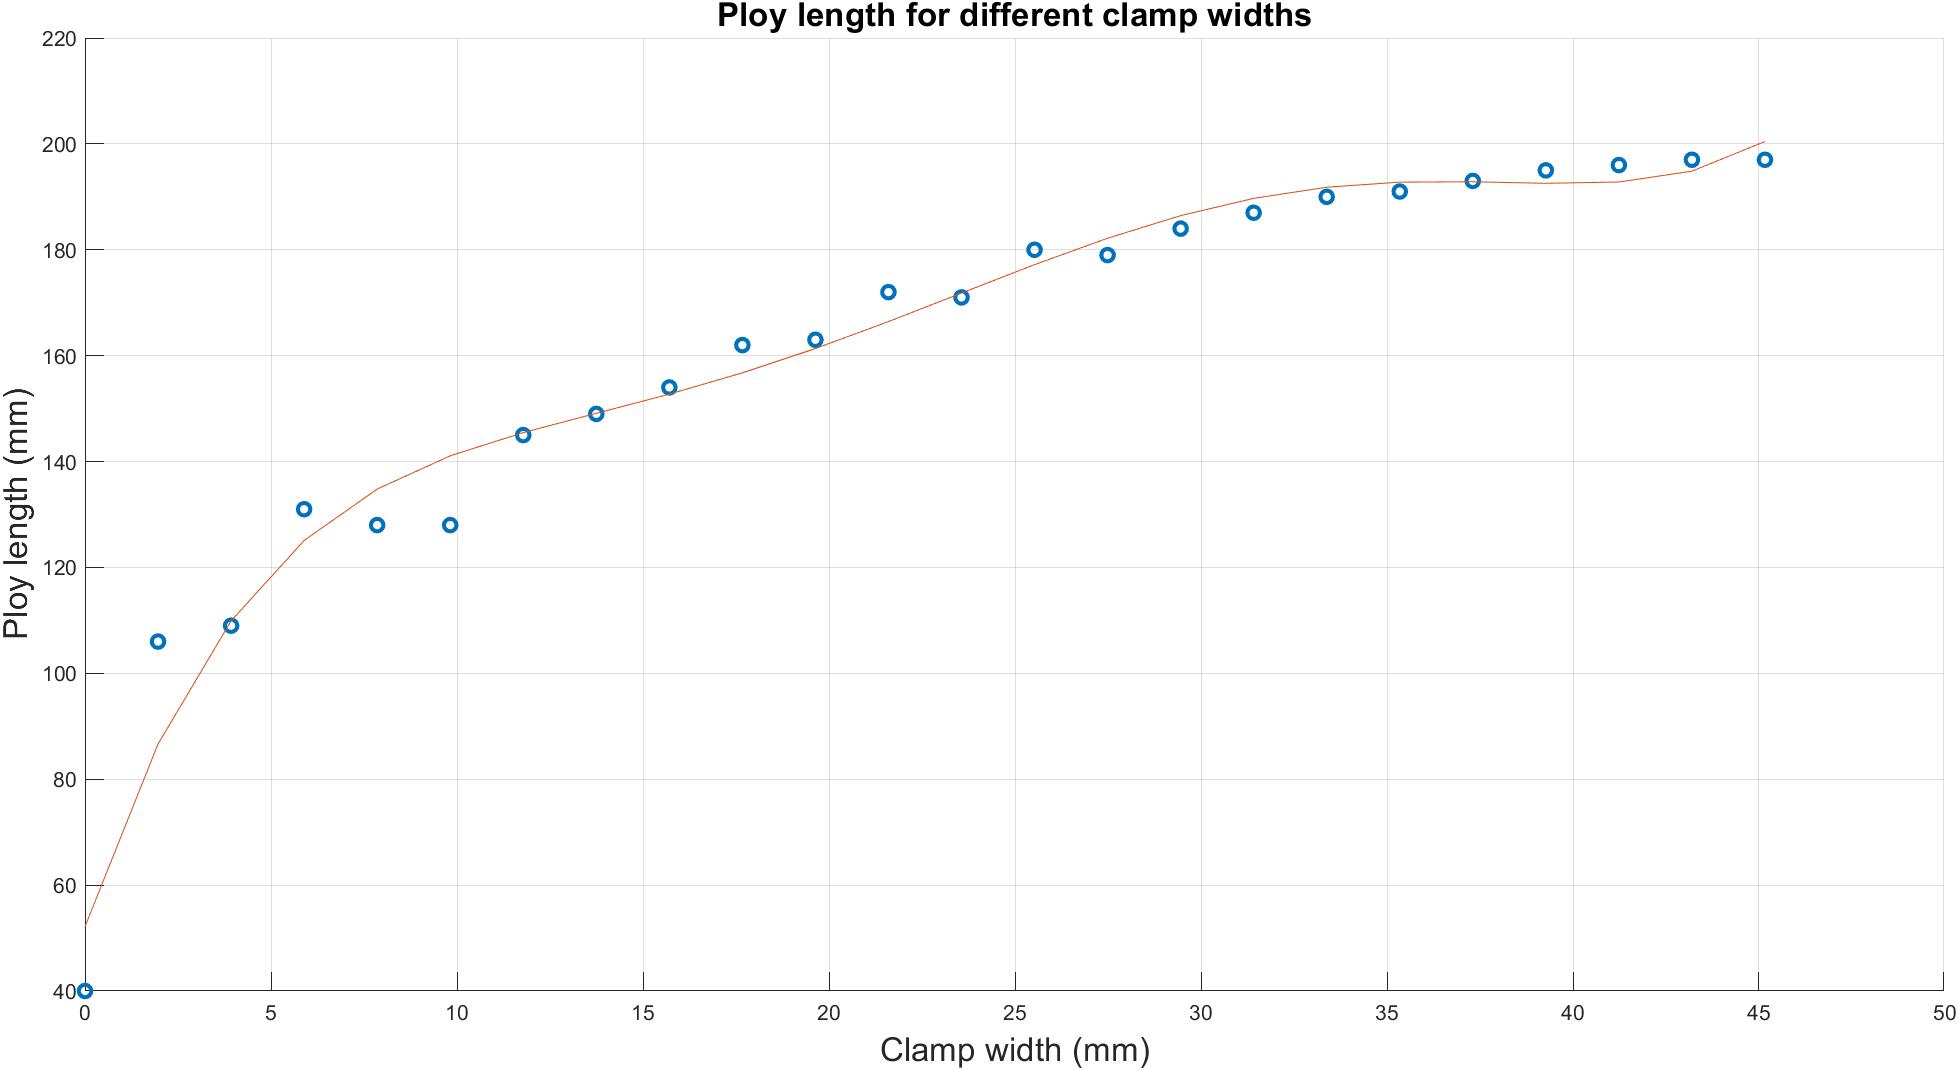 Ploy length for different clamp widths
220
200
180
160
140
120
100
80
60
40
Ploy length (mm)
0 5 10 15 20 25 30 35 40 45 50
Clamp width (mm)